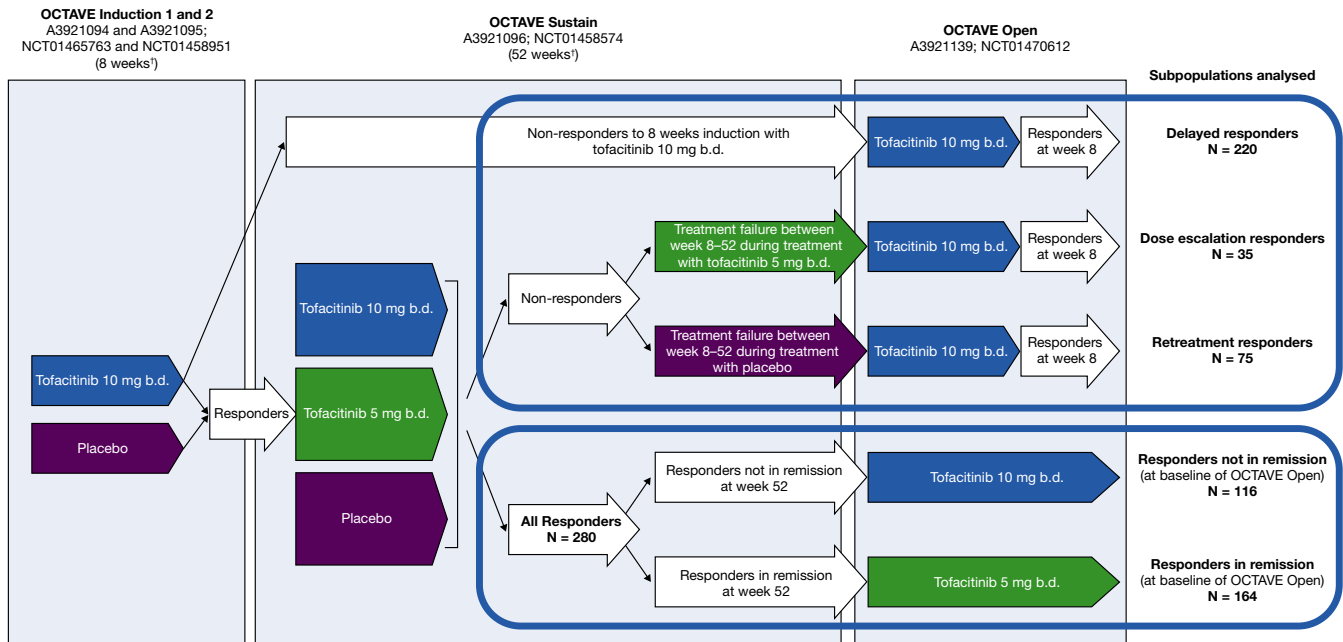 OCTAVE Induction 1 and 2
A3921094 and A3921095;
NCT01465763 and NCT01458951
(8 weeks†)
OCTAVE Sustain
A3921096; NCT01458574
(52 weeks†)
OCTAVE Open
A3921139; NCT01470612
Subpopulations analysed
Non-responders to 8 weeks induction with
tofacitinib 10 mg b.d.
Tofacitinib 10 mg b.d.
Responders
at week 8
Delayed responders
N = 220
Treatment failure between
week 8–52 during treatment
with tofacitinib 5 mg b.d.
Tofacitinib 10 mg b.d.
Responders
at week 8
Dose escalation responders
N = 35
Non-responders
Treatment failure between
week 8–52 during treatment
with placebo
Tofacitinib 10 mg b.d.
Responders
at week 8
Retreatment responders
N = 75
Tofacitinib 10 mg b.d.
Placebo
Responders
Tofacitinib 10 mg b.d.
Tofacitinib 5 mg b.d.
Placebo
All Responders
N = 280
Responders not in remission
at week 52
Tofacitinib 10 mg b.d.
Responders not in remission
(at baseline of OCTAVE Open)
N = 116
Responders in remission
at week 52
Tofacitinib 5 mg b.d.
Responders in remission
(at baseline of OCTAVE Open)
N = 164